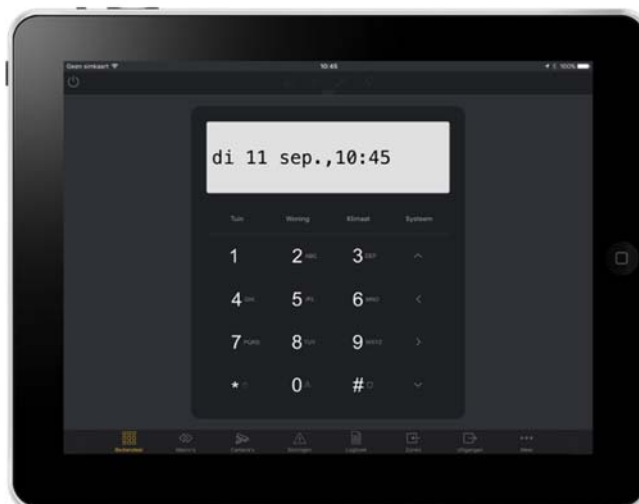 Geen simkaart 10:45 100%
di 11 sep.,10:45
Tuin Woning Klimaat Systeem
1 2 ABC 3 DEF
4 GHI 5 JKL 6 MNO
7 PQRS 8 TUV 9 WXYZ
* 0 #
Bediendeel Macro's Camera's Storingen Logboek Zones Uitgangen Meer